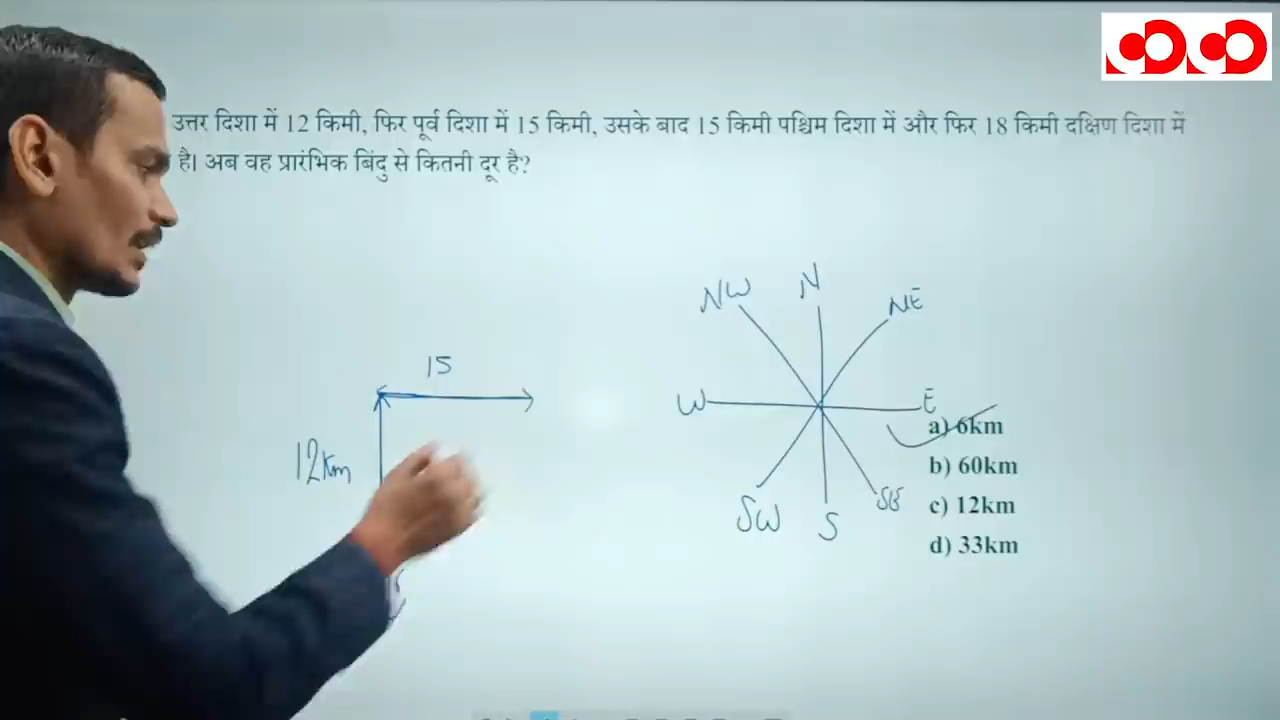 उत्तर दिशा में 12 किमी, फिर पूर्व दिशा में 15 किमी, उसके बाद 15 किमी पश्चिम दिशा में और फिर 18 किमी दक्षिण दिशा में
है। अब वह प्रारंभिक बिंदु से कितनी दूर है?
NW
N
NE
15
W
E
12km
SW
S
SE
a) 6km
b) 60km
c) 12km
d) 33km